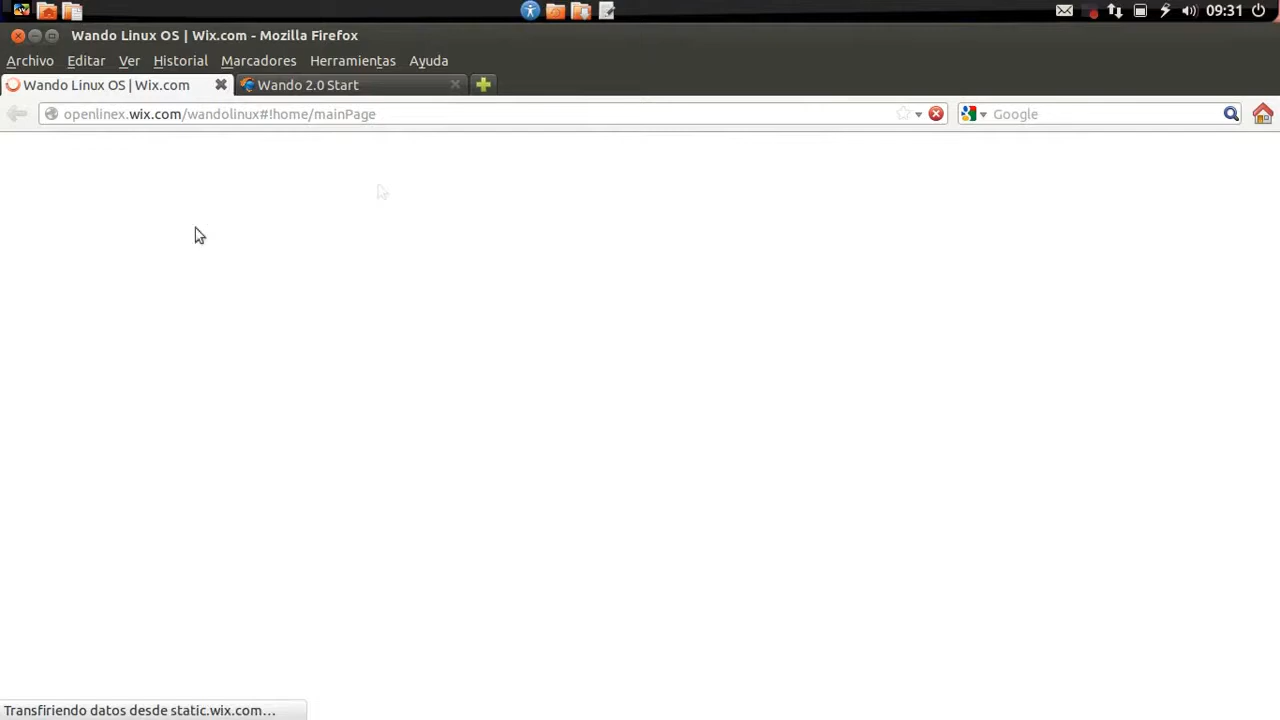 09:31
Wando Linux OS | Wix.com - Mozilla Firefox
Archivo Editar Ver Historial Marcadores Herramientas Ayuda
Wando Linux OS | Wix.com Wando 2.0 Start
openlinex.wix.com/wandolinux#!home/mainPage Google
Transfiriendo datos desde static.wix.com...